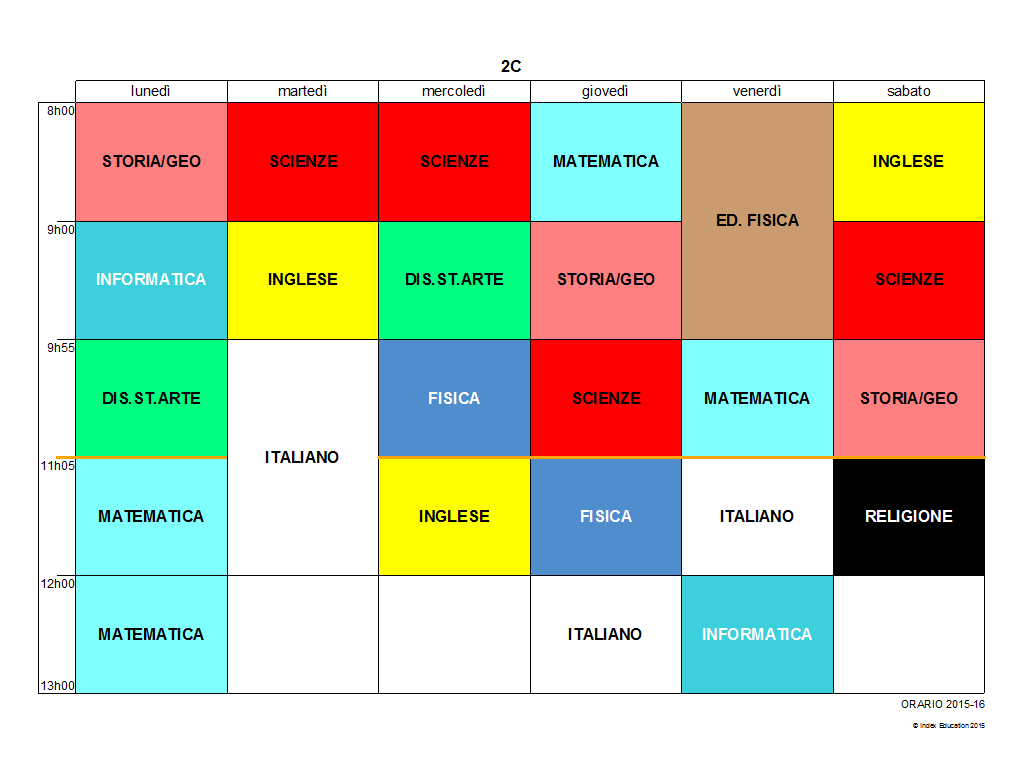 2C
lunedì martedì mercoledì giovedì venerdì sabato
8h00
STORIA/GEO SCIENZE SCIENZE MATEMATICA INGLESE
ED. FISICA
9h00
INFORMATICA INGLESE DIS.ST.ARTE STORIA/GEO SCIENZE
9h55
DIS.ST.ARTE FISICA SCIENZE MATEMATICA STORIA/GEO
ITALIANO
11h05
MATEMATICA INGLESE FISICA ITALIANO RELIGIONE
12h00
MATEMATICA ITALIANO INFORMATICA
13h00
ORARIO 2015-16
© Index Education 2015